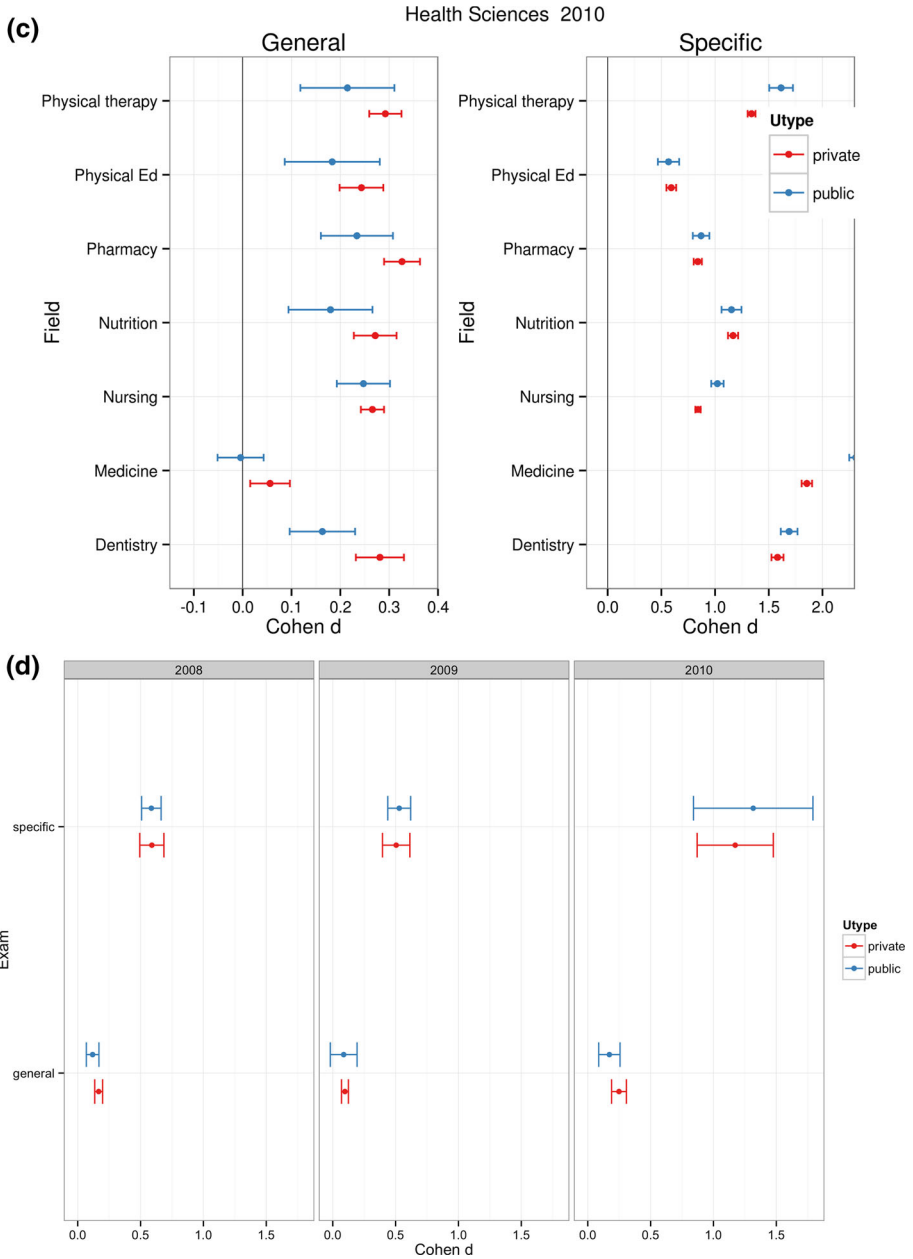 (c)
Health Sciences 2010
General
Specific
Physical therapy
Physical Ed
Pharmacy
Nutrition
Nursing
Medicine
Dentistry
Field
-0.1 0.0 0.1 0.2 0.3 0.4
Cohen d
Physical therapy
Physical Ed
Pharmacy
Nutrition
Nursing
Medicine
Dentistry
Field
Utype
private
public
0.0 0.5 1.0 1.5 2.0
Cohen d
(d)
2008 2009 2010
specific
general
Exam
Utype
private
public
0.0 0.5 1.0 1.5 0.0 0.5 1.0 1.5 0.0 0.5 1.0 1.5
Cohen d